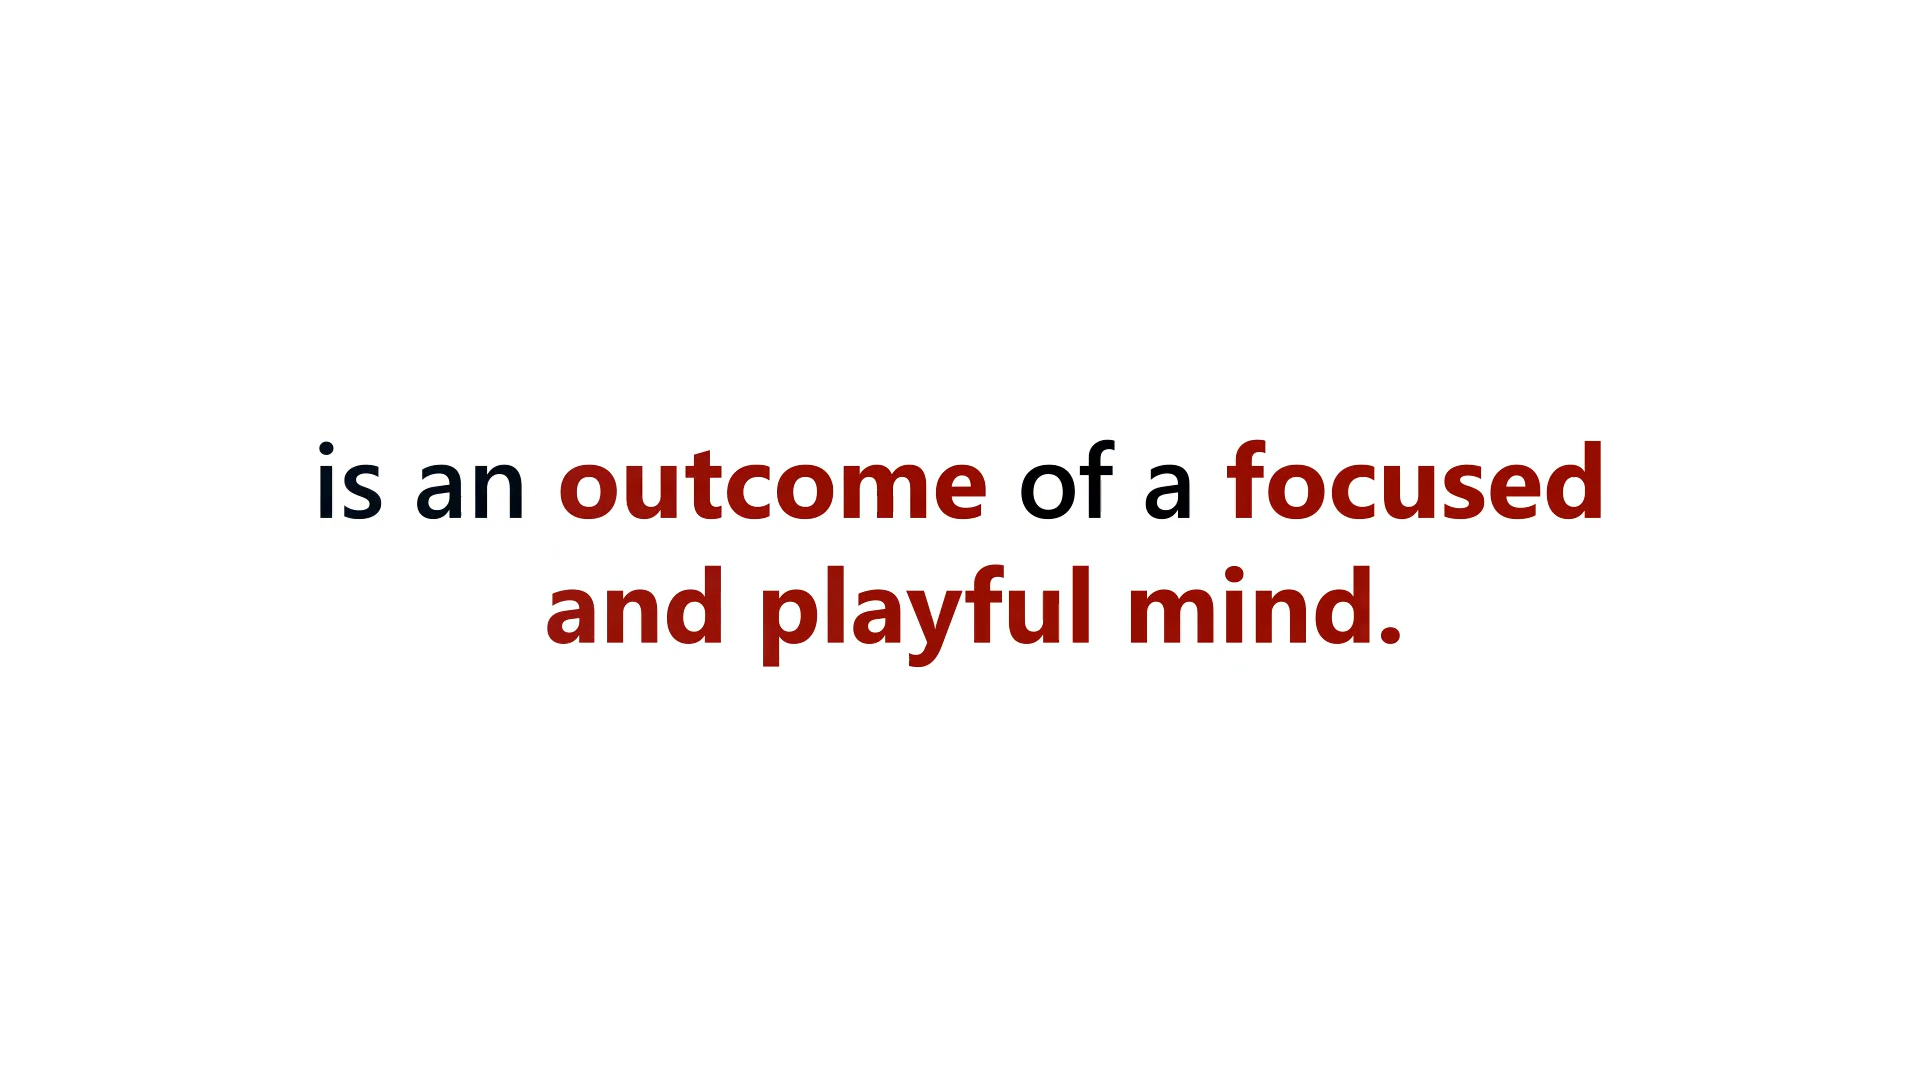 is an outcome of a focused
and playful mind.